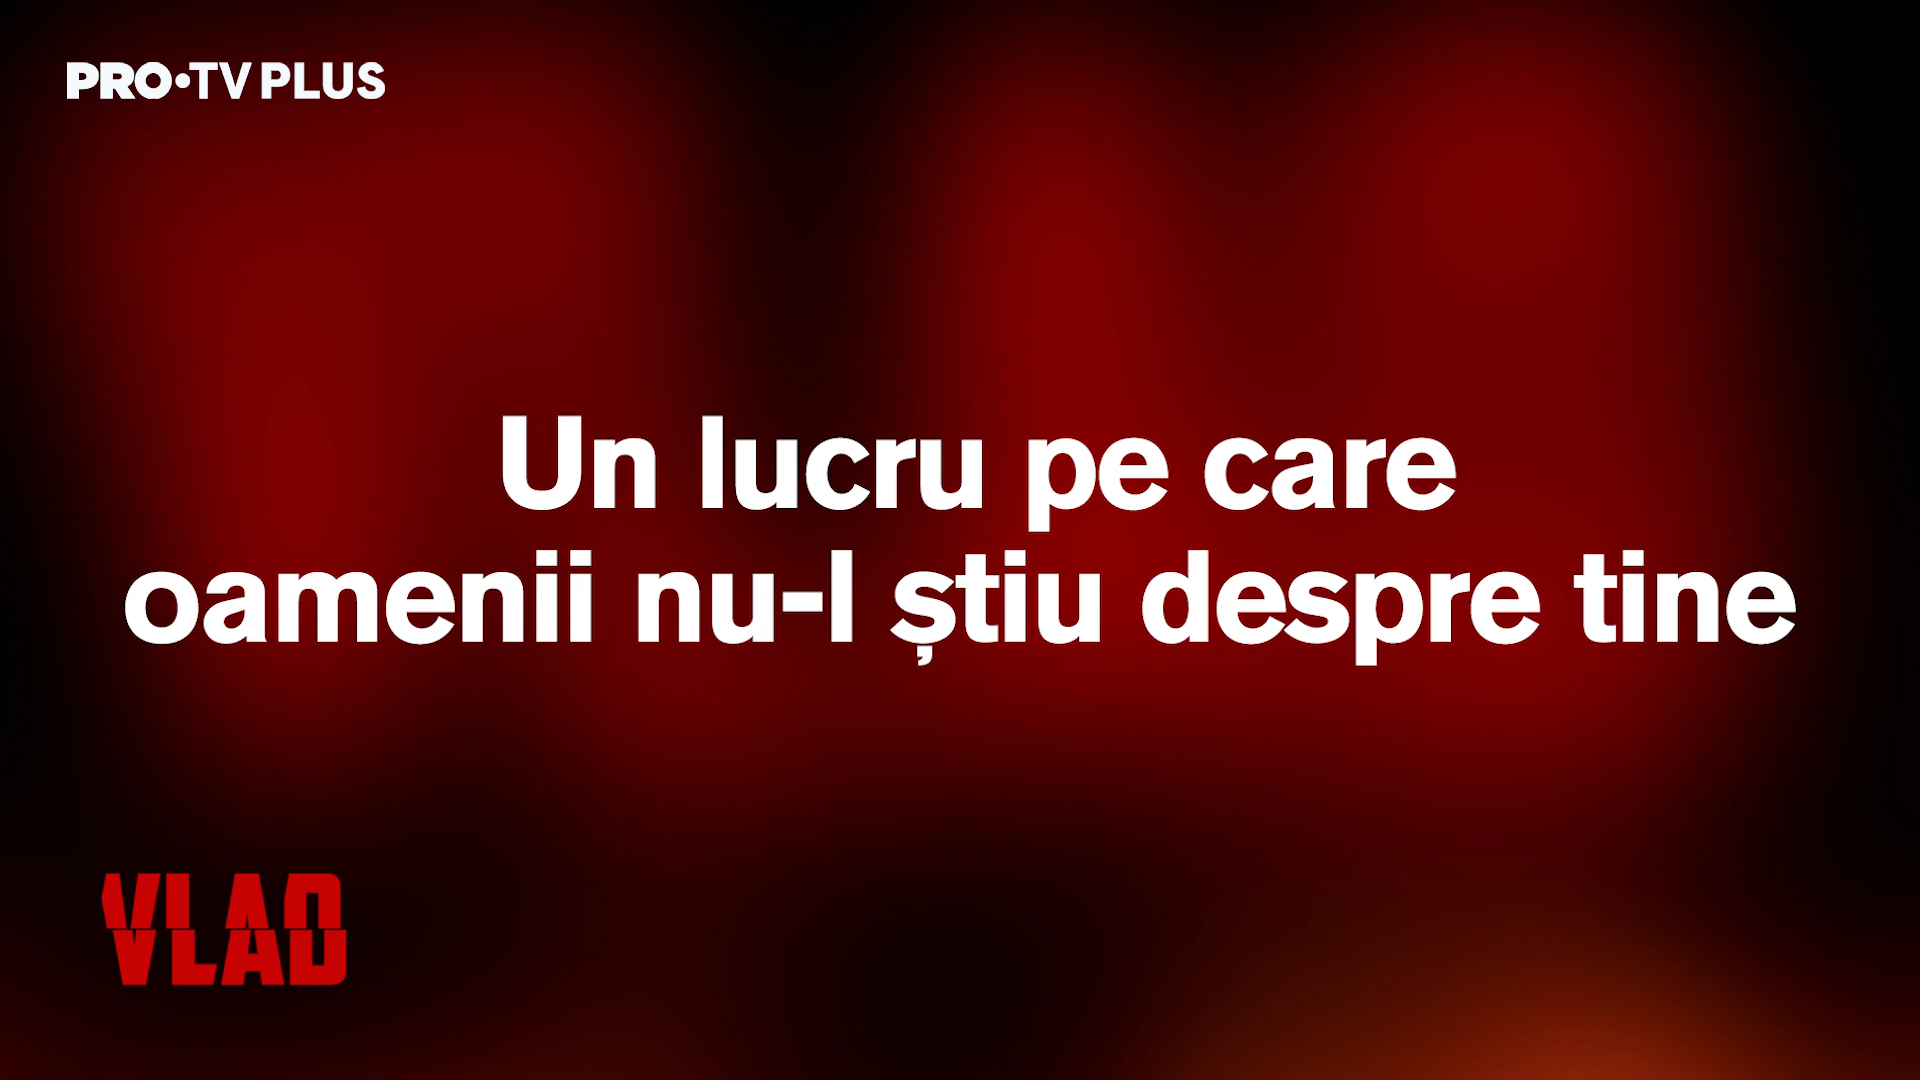 PRO•TV PLUS
Un lucru pe care
oamenii nu-l știu despre tine
VLAD